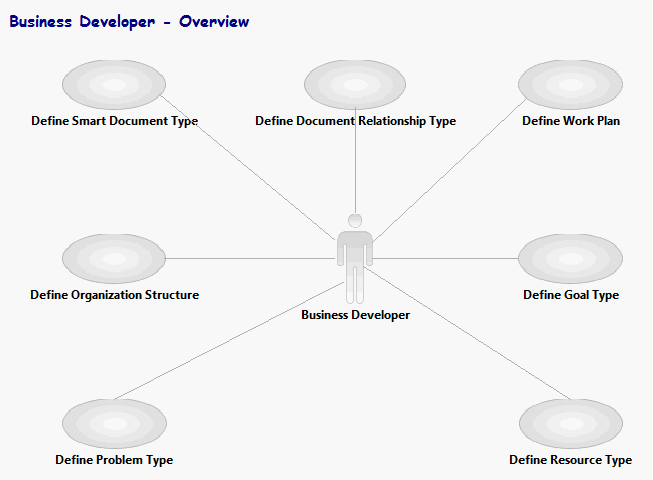 Business Developer - Overview
Define Smart Document Type
Define Document Relationship Type
Define Work Plan
Define Organization Structure
Define Goal Type
Business Developer
Define Problem Type
Define Resource Type